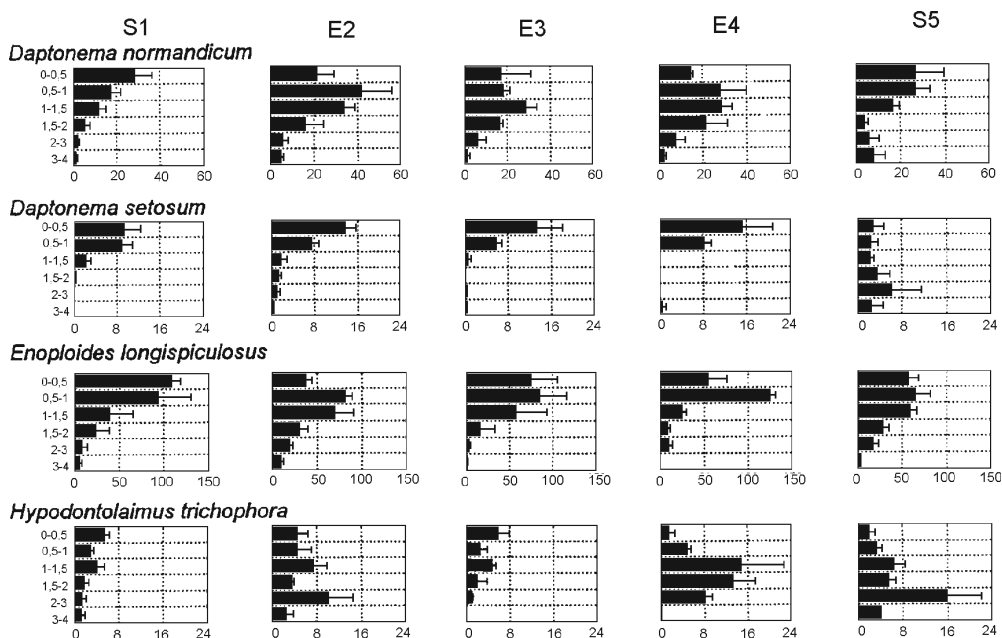 S1 E2 E3 E4 S5
Daptonema normandicum
0-0,5
0,5-1
1-1,5
1,5-2
2-3
3-4
0 20 40 60 0 20 40 60 0 20 40 60 0 20 40 60 0 20 40 60
Daptonema setosum
0-0,5
0,5-1
1-1,5
1,5-2
2-3
3-4
0 8 16 24 0 8 16 24 0 8 16 24 0 8 16 24 0 8 16 24
Enoploides longispiculosus
0-0,5
0,5-1
1-1,5
1,5-2
2-3
3-4
0 50 100 150 0 50 100 150 0 50 100 150 0 50 100 150 0 50 100 150
Hypodontolaimus trichophora
0-0,5
0,5-1
1-1,5
1,5-2
2-3
3-4
0 8 16 24 0 8 16 24 0 8 16 24 0 8 16 24 0 8 16 24